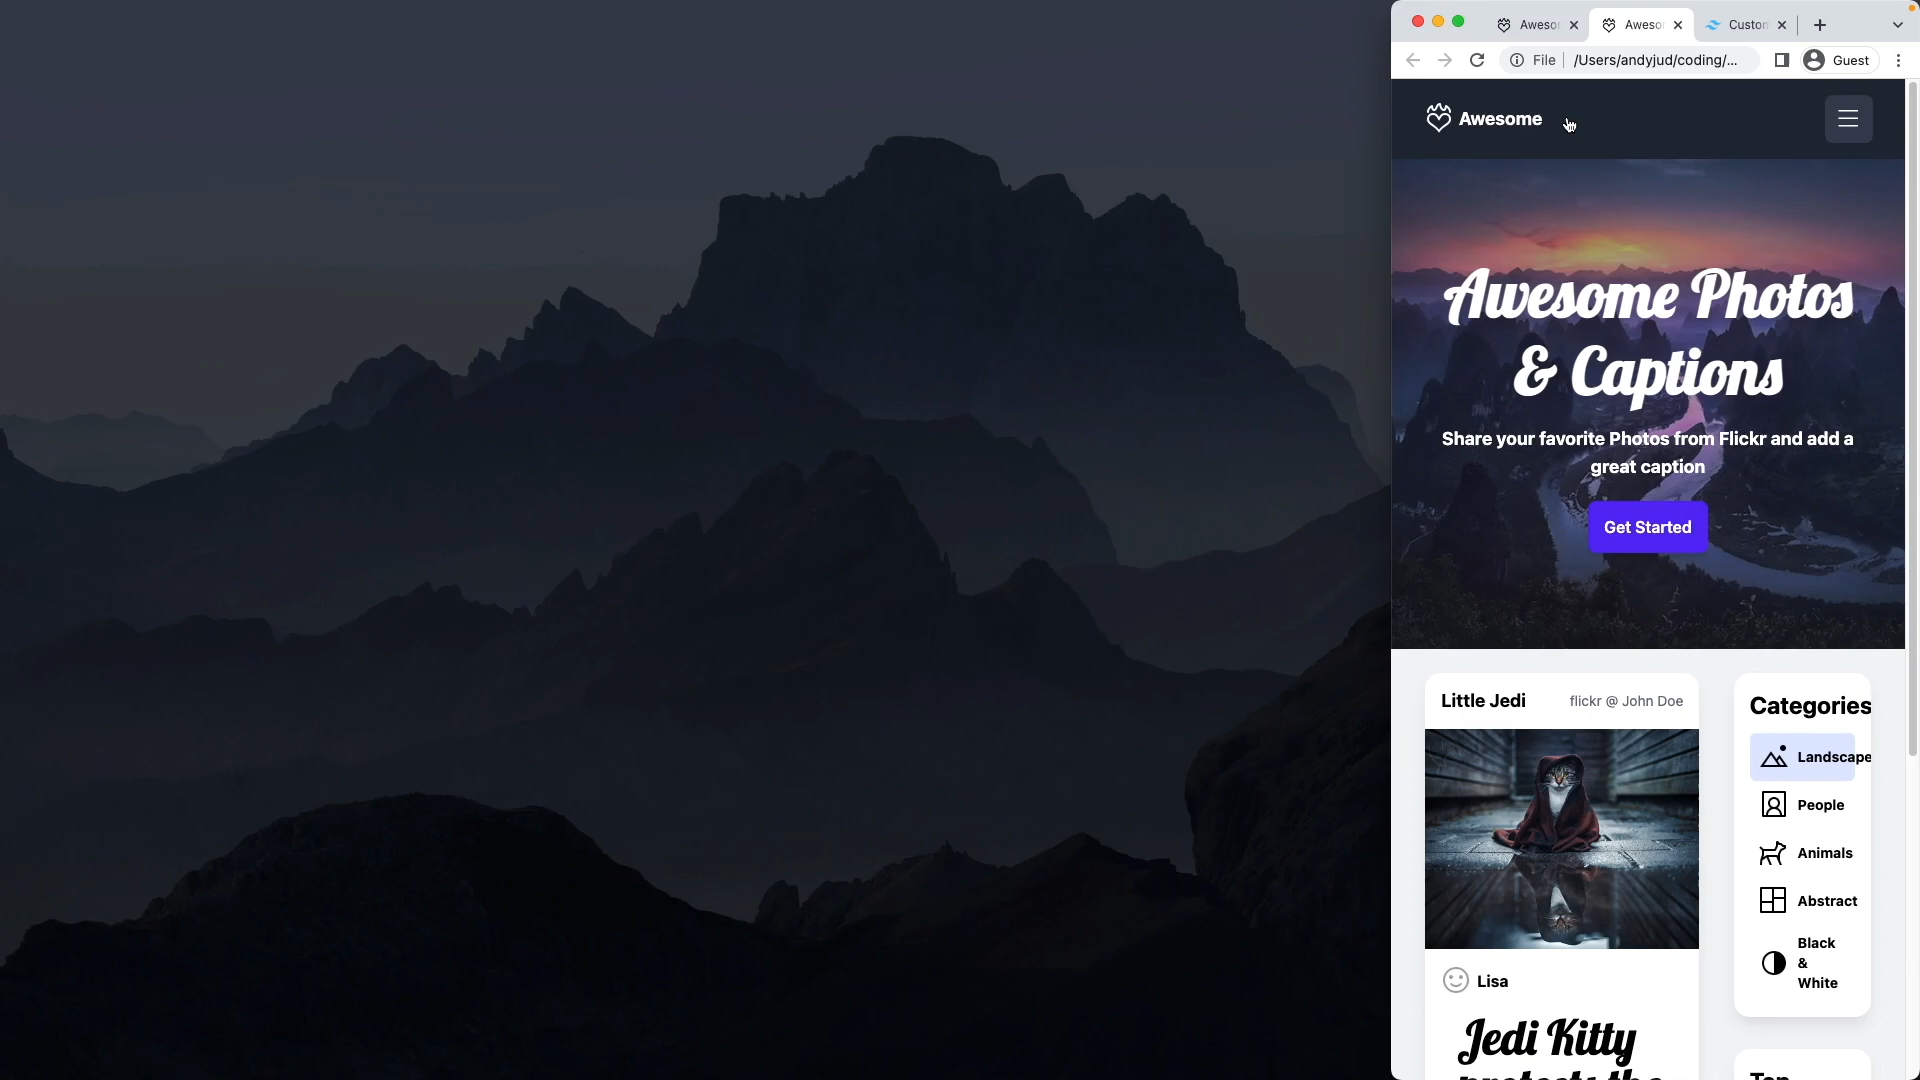 Aweso
Aweso
Custom
File
/Users/andyjud/coding/...
Guest
Awesome
Awesome Photos
& Captions
Share your favorite Photos from Flickr and add a
great caption
Get Started
Little Jedi
flickr @ John Doe
Lisa
Jedi Kitty
protects the
Categories
Landscape
People
Animals
Abstract
Black
&
White
Top